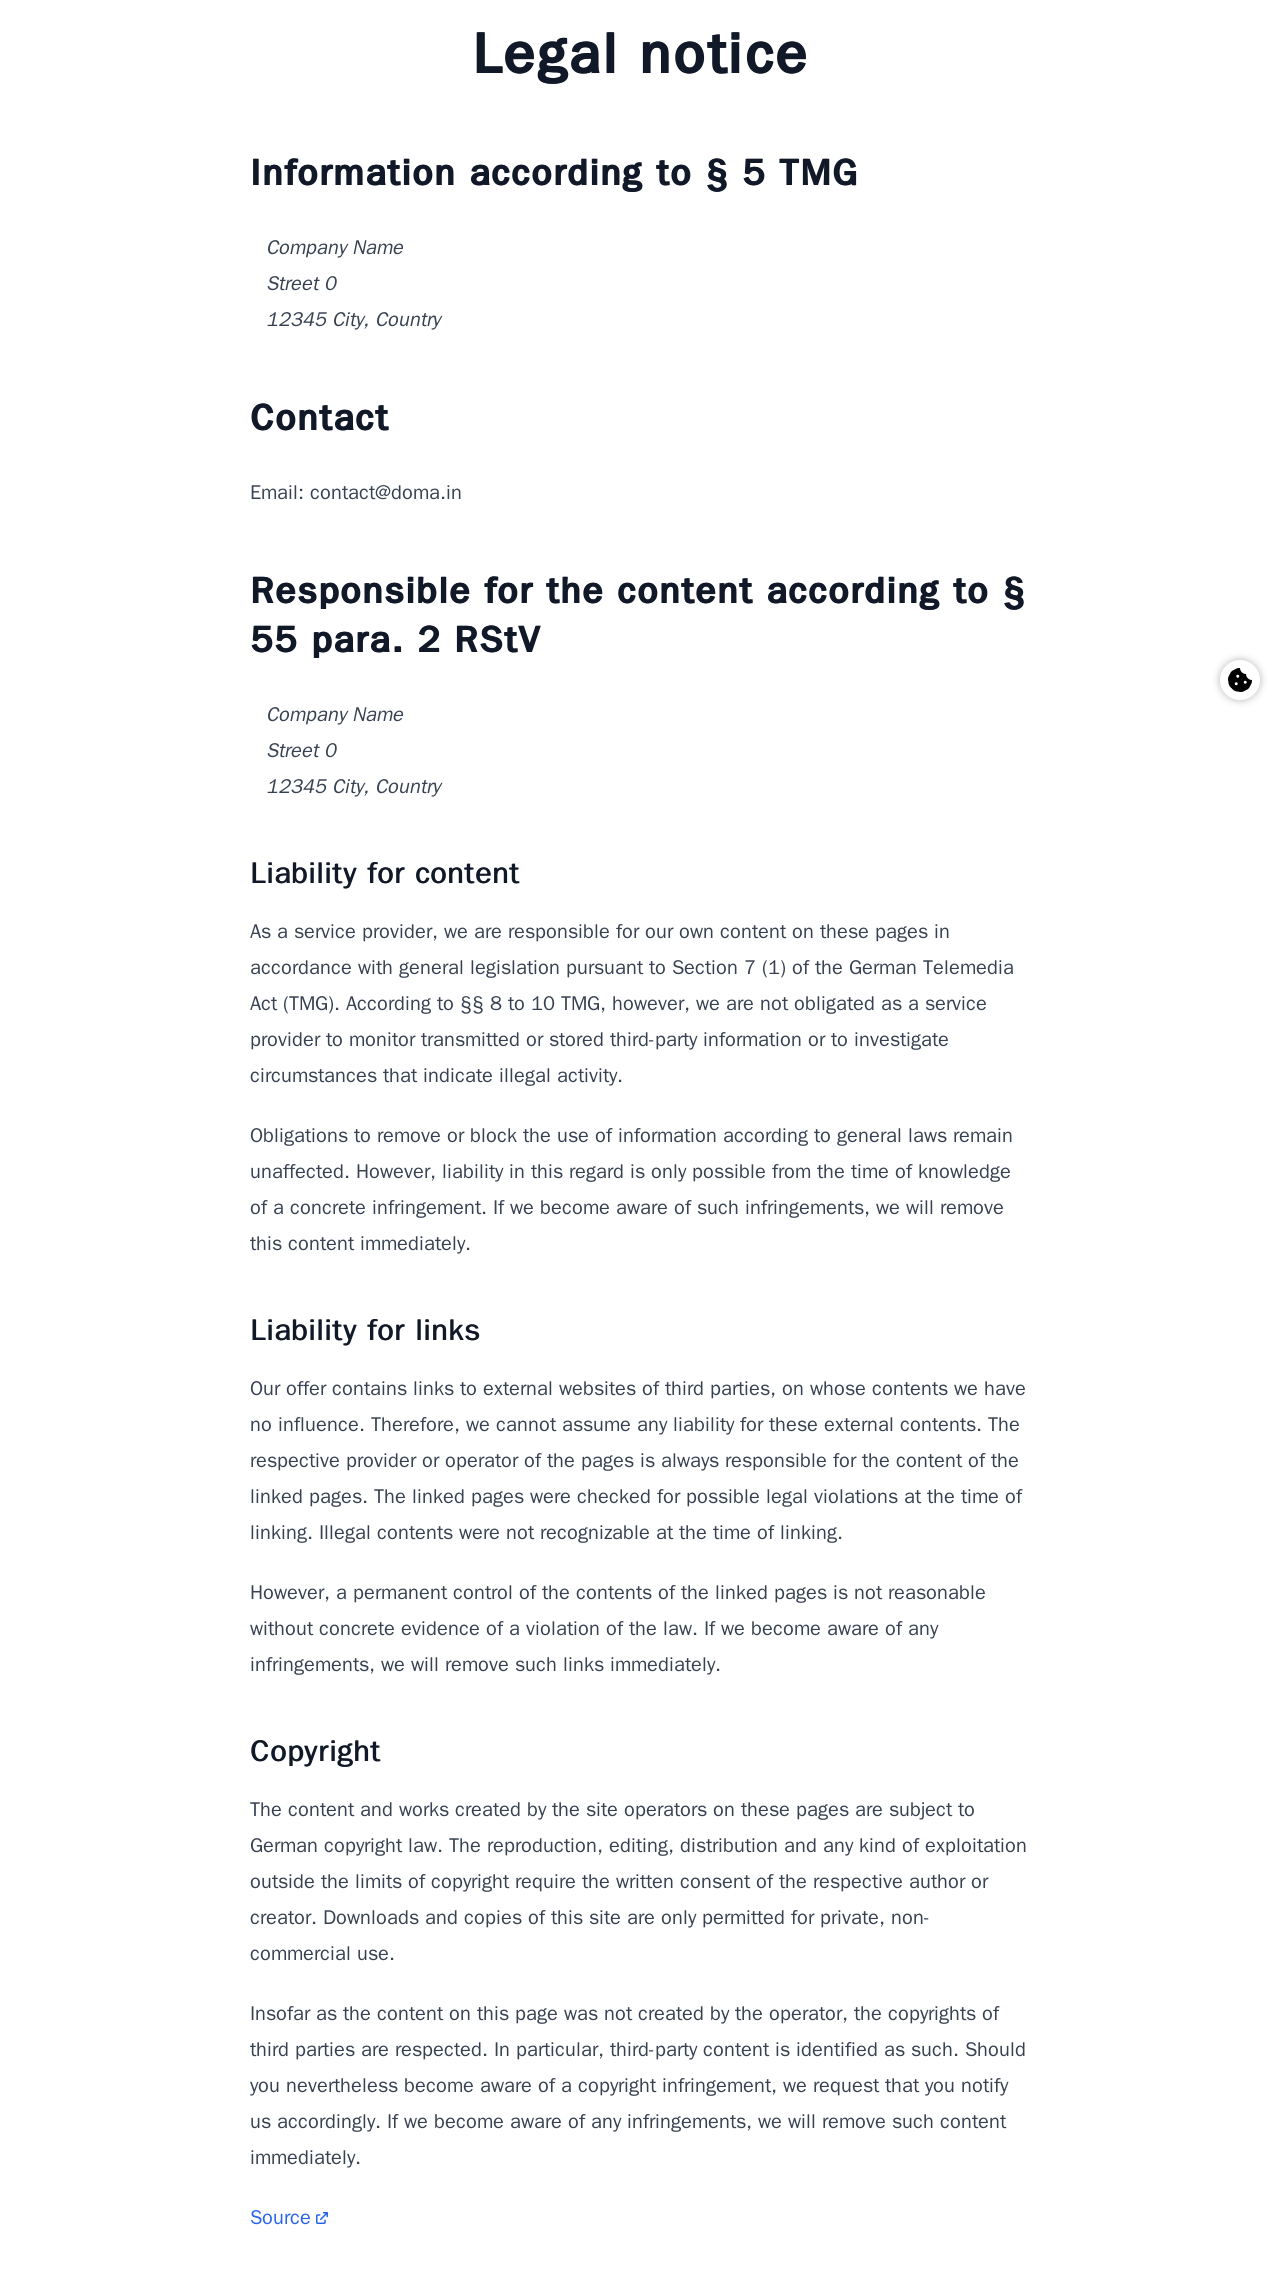 Legal notice
Information according to § 5 TMG
Company Name
Street 0
12345 City, Country
Contact
Email: contact@doma.in
Responsible for the content according to §
55 para. 2 RStV
Company Name
Street 0
12345 City, Country
Liability for content
As a service provider, we are responsible for our own content on these pages in
accordance with general legislation pursuant to Section 7 (1) of the German Telemedia
Act (TMG). According to §§ 8 to 10 TMG, however, we are not obligated as a service
provider to monitor transmitted or stored third-party information or to investigate
circumstances that indicate illegal activity.
Obligations to remove or block the use of information according to general laws remain
unaffected. However, liability in this regard is only possible from the time of knowledge
of a concrete infringement. If we become aware of such infringements, we will remove
this content immediately.
Liability for links
Our offer contains links to external websites of third parties, on whose contents we have
no influence. Therefore, we cannot assume any liability for these external contents. The
respective provider or operator of the pages is always responsible for the content of the
linked pages. The linked pages were checked for possible legal violations at the time of
linking. Illegal contents were not recognizable at the time of linking.
However, a permanent control of the contents of the linked pages is not reasonable
without concrete evidence of a violation of the law. If we become aware of any
infringements, we will remove such links immediately.
Copyright
The content and works created by the site operators on these pages are subject to
German copyright law. The reproduction, editing, distribution and any kind of exploitation
outside the limits of copyright require the written consent of the respective author or
creator. Downloads and copies of this site are only permitted for private, non-
commercial use.
Insofar as the content on this page was not created by the operator, the copyrights of
third parties are respected. In particular, third-party content is identified as such. Should
you nevertheless become aware of a copyright infringement, we request that you notify
us accordingly. If we become aware of any infringements, we will remove such content
immediately.
Source